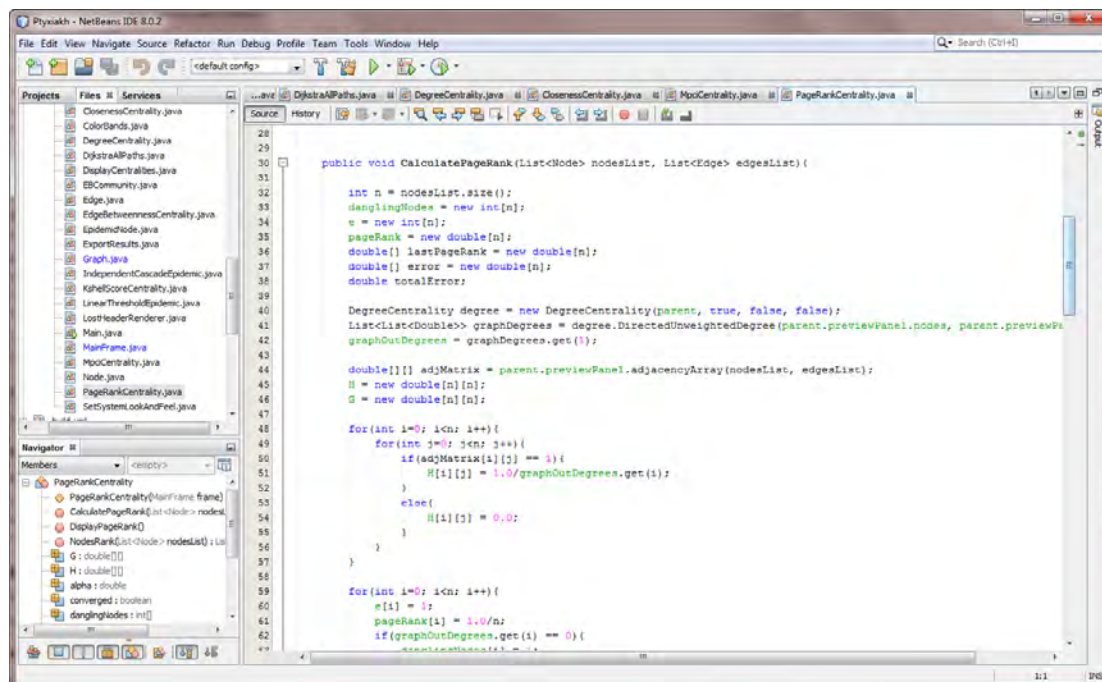 Ptyxiakh - NetBeans IDE 8.0.2
File Edit View Navigate Source Refactor Run Debug Profile Team Tools Window Help
Search (Ctrl+I)
<default config>
Projects Files Services
ClosenessCentrality.java
ColorBands.java
DegreeCentrality.java
DijkstraAllPaths.java
DisplayCentralities.java
EBCommunity.java
Edge.java
EdgeBetweennessCentrality.java
EpidemicNode.java
ExportResults.java
Graph.java
IndependentCascadeEpidemic.java
KshellScoreCentrality.java
LinearThresholdEpidemic.java
LostHeaderRenderer.java
Main.java
MainFrame.java
MpciCentrality.java
Node.java
PageRankCentrality.java
SetSystemLookAndFeel.java
Navigator
Members <empty>
PageRankCentrality
PageRankCentrality(MainFrame frame)
CalculatePageRank(List<Node> nodesL
DisplayPageRank()
NodesRank(List<Node> nodesList) : Lis
G : double[][]
H : double[][]
alpha : double
converged : boolean
danglingNodes : int[]
...ava DijkstraAllPaths.java DegreeCentrality.java ClosenessCentrality.java MpciCentrality.java PageRankCentrality.java
Source History
Output
28
29
30 public void CalculatePageRank(List<Node> nodesList, List<Edge> edgesList){
31
32 int n = nodesList.size();
33 danglingNodes = new int[n];
34 e = new int[n];
35 pageRank = new double[n];
36 double[] lastPageRank = new double[n];
37 double[] error = new double[n];
38 double totalError;
39
40 DegreeCentrality degree = new DegreeCentrality(parent, true, false, false);
41 List<List<Double>> graphDegrees = degree.DirectedUnweightedDegree(parent.previewPanel.nodes, parent.previewPa
42 graphOutDegrees = graphDegrees.get(1);
43
44 double[][] adjMatrix = parent.previewPanel.adjacencyArray(nodesList, edgesList);
45 H = new double[n][n];
46 G = new double[n][n];
47
48 for(int i=0; i<n; i++){
49 for(int j=0; j<n; j++){
50 if(adjMatrix[i][j] == 1){
51 H[i][j] = 1.0/graphOutDegrees.get(i);
52 }
53 else{
54 H[i][j] = 0.0;
55 }
56 }
57 }
58
59 for(int i=0; i<n; i++){
60 e[i] = 1;
61 pageRank[i] = 1.0/n;
62 if(graphOutDegrees.get(i) == 0){
1:1 INS